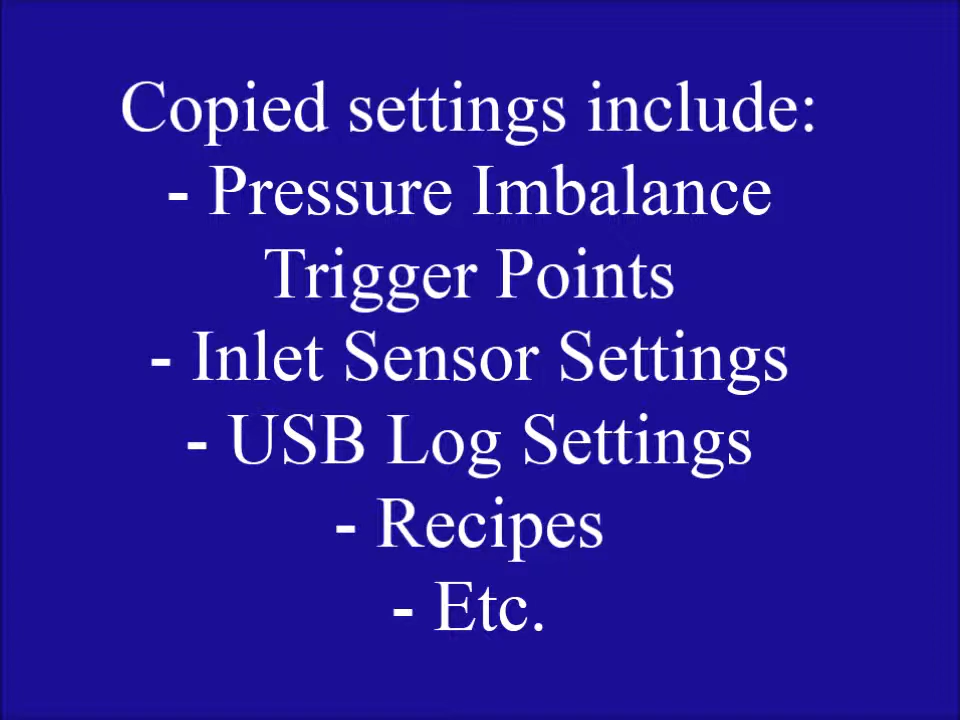 Copied settings include:
- Pressure Imbalance
Trigger Points
- Inlet Sensor Settings
- USB Log Settings
- Recipes
- Etc.